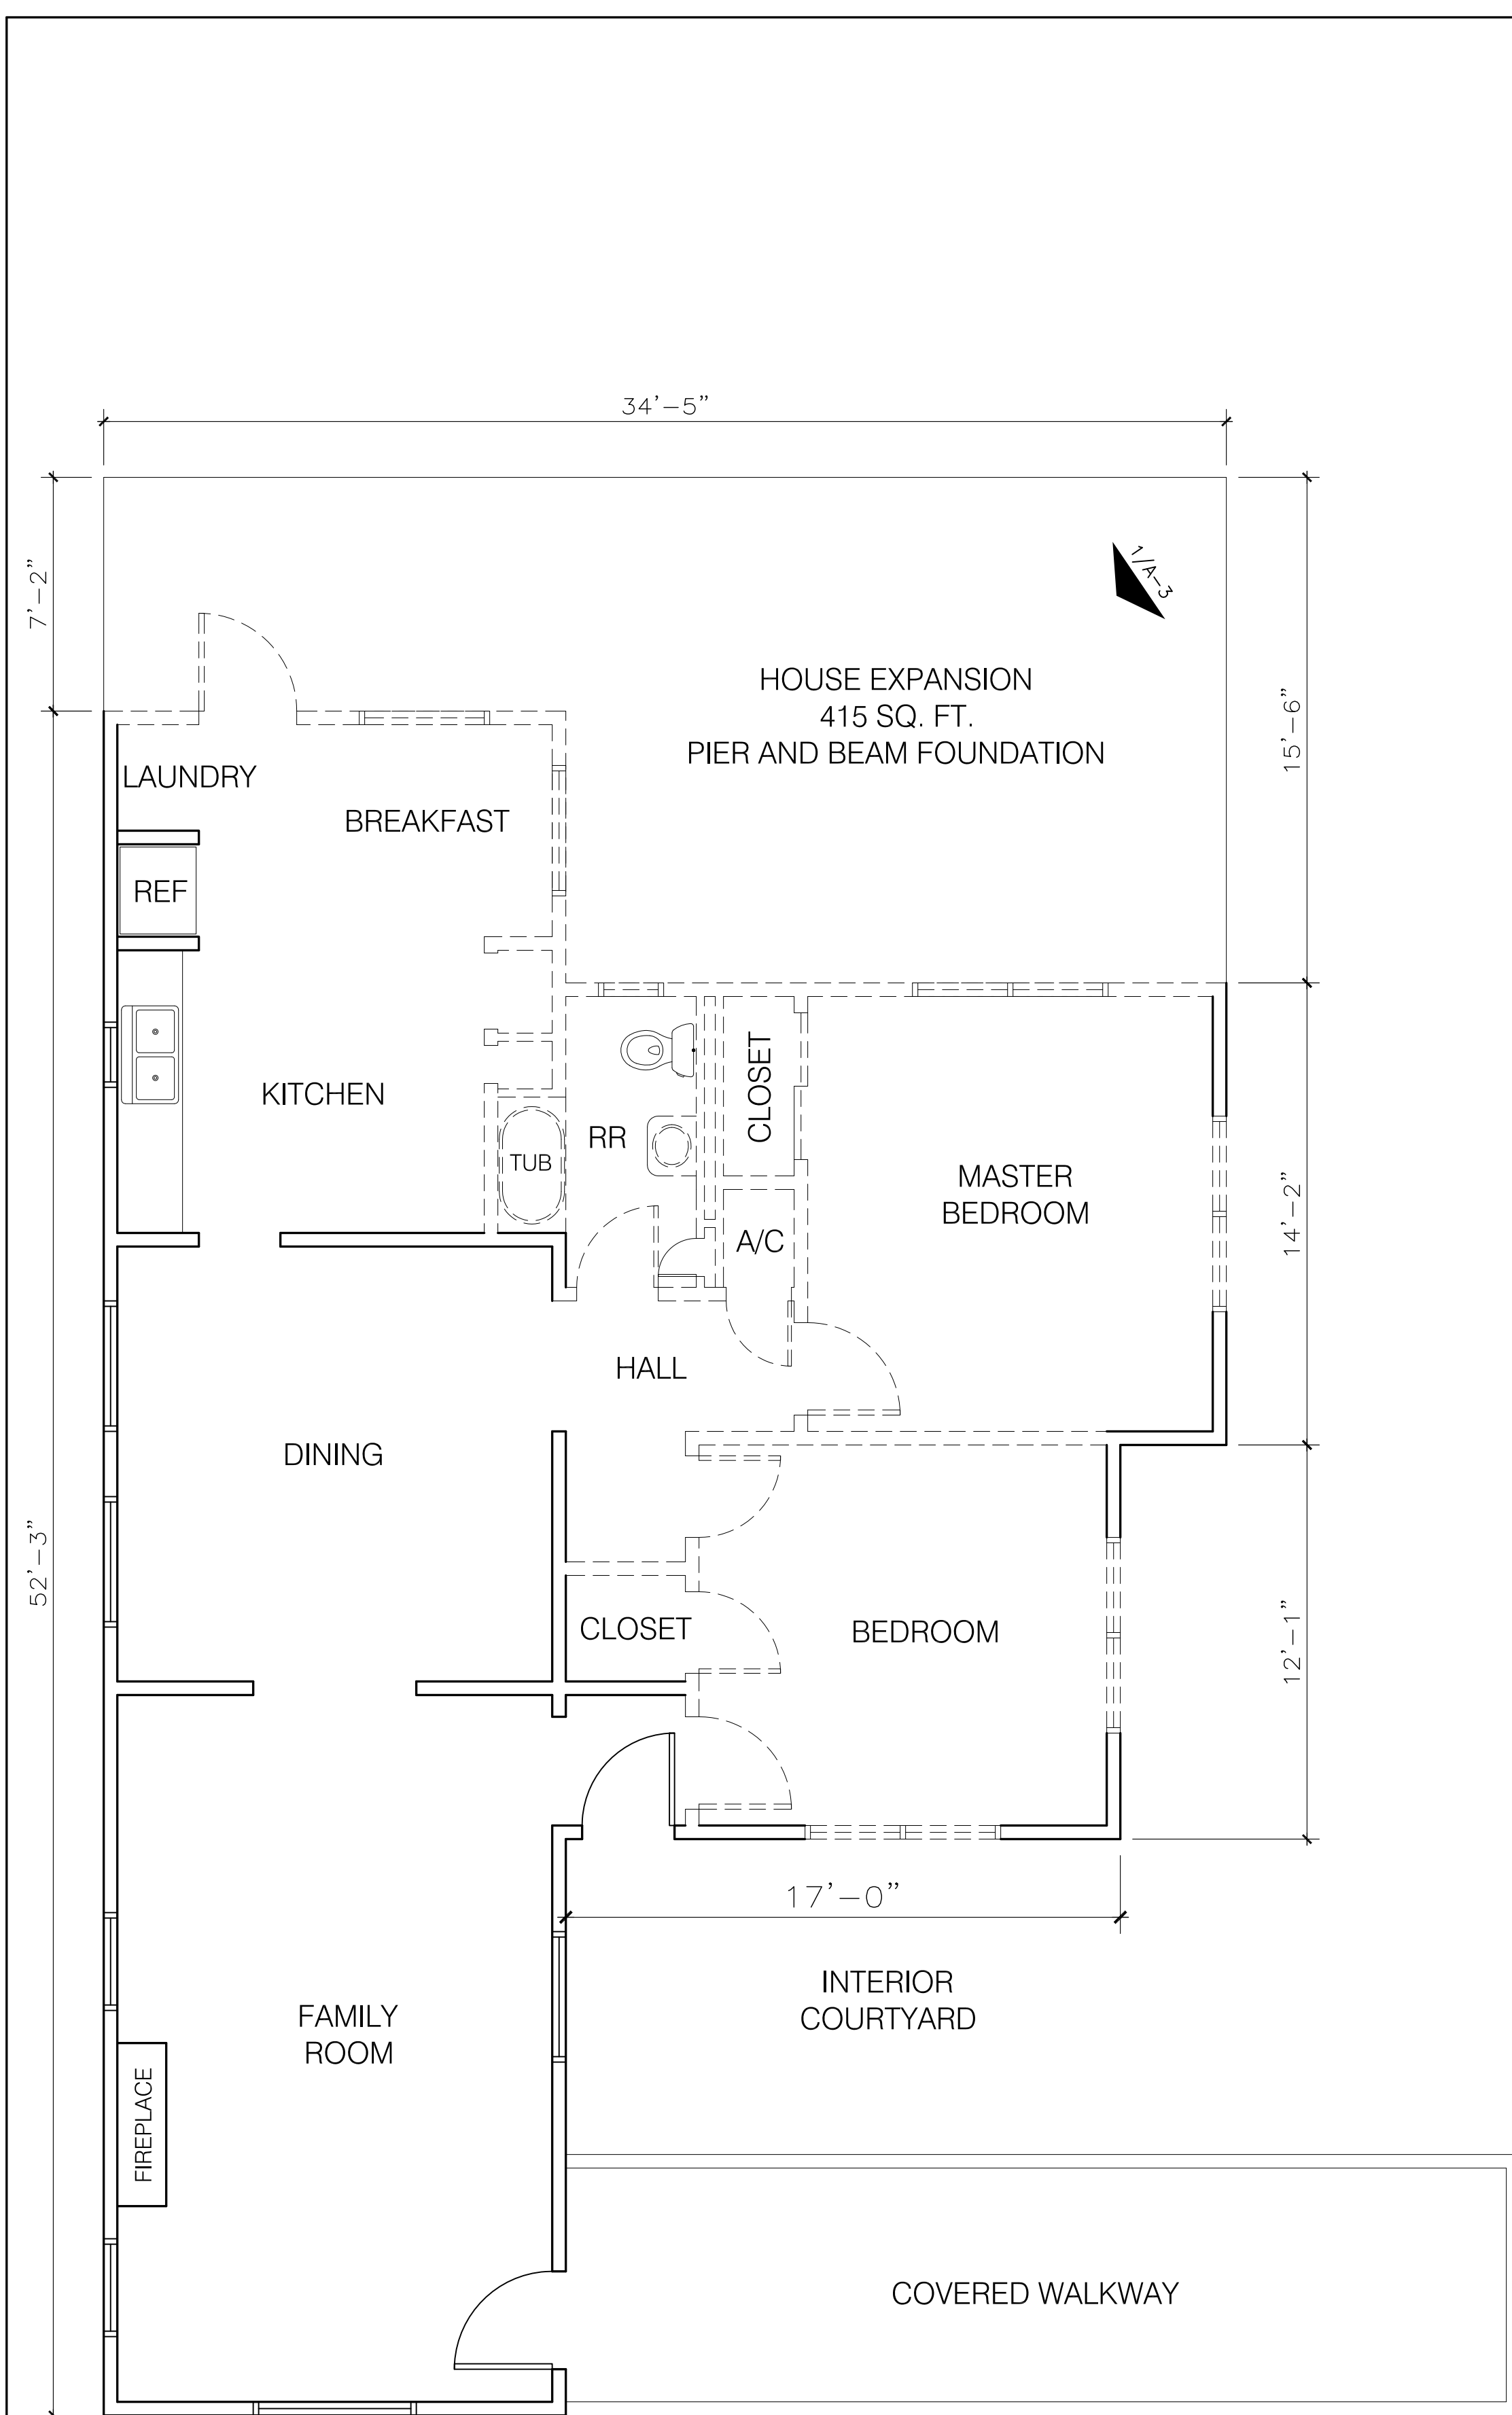 34'-5"
7'-2"
1/A-3
HOUSE EXPANSION
415 SQ. FT.
PIER AND BEAM FOUNDATION
15'-6"
LAUNDRY
BREAKFAST
REF
KITCHEN
TUB
RR
CLOSET
A/C
MASTER
BEDROOM
14'-2"
HALL
DINING
52'-3"
CLOSET
BEDROOM
12'-1"
17'-0"
INTERIOR
COURTYARD
FAMILY
ROOM
FIREPLACE
COVERED WALKWAY